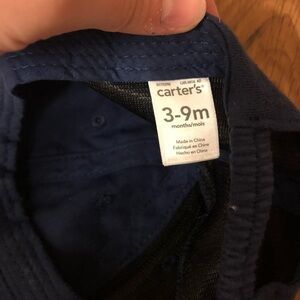 carter's®
3-9m
months/mois
Made in China
Fabriqué en Chine
Hecho en China